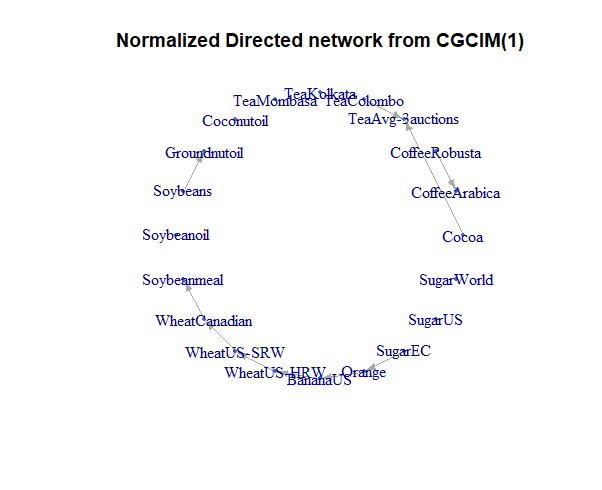 Normalized Directed network from CGCIM(1)
TeaKolkata
TeaMombasa
TeaColombo
Coconutoil
TeaAvg-3auctions
Groundnutoil
CoffeeRobusta
Soybeans
CoffeeArabica
Soybeanoil
Cocoa
Soybeanmeal
SugarWorld
WheatCanadian
SugarUS
WheatUS-SRW
SugarEC
WheatUS-HRW
Orange
BananaUS